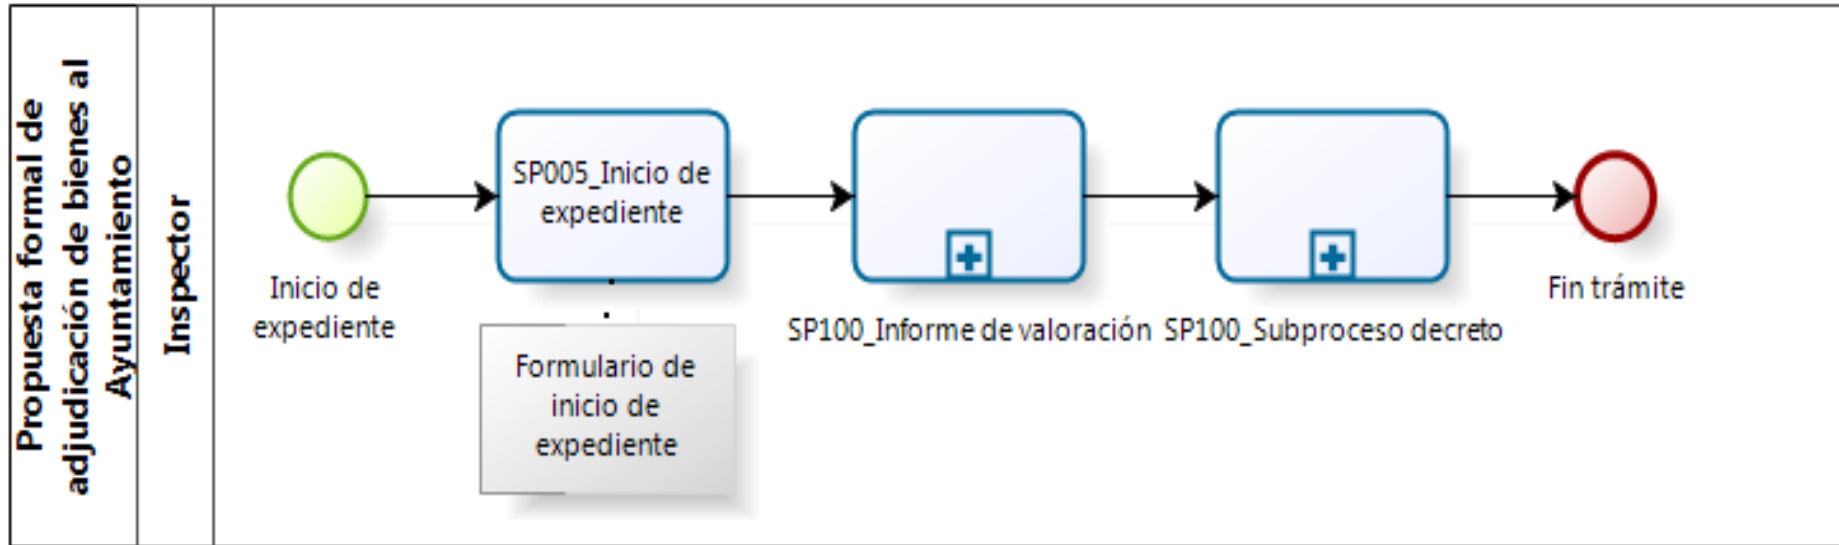 Propuesta formal de
adjudicación de bienes al
Ayuntamiento
Inspector
Inicio de
expediente
SP005_Inicio de
expediente
Formulario de
inicio de
expediente
SP100_Informe de valoración
SP100_Subproceso decreto
Fin trámite